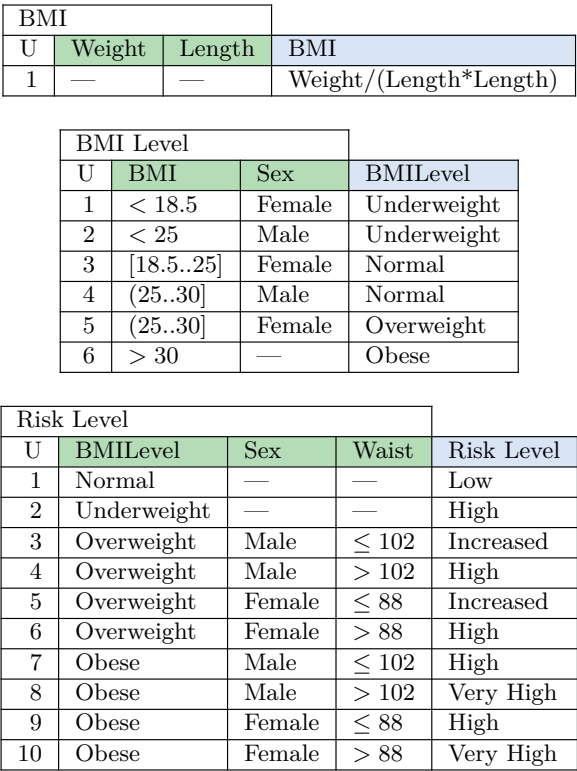 BMI
U Weight Length BMI
1 — — Weight/(Length*Length)
BMI Level
U BMI Sex BMILevel
1 < 18.5 Female Underweight
2 < 25 Male Underweight
3 [18.5..25] Female Normal
4 (25..30] Male Normal
5 (25..30] Female Overweight
6 > 30 — Obese
Risk Level
U BMILevel Sex Waist Risk Level
1 Normal — — Low
2 Underweight — — High
3 Overweight Male ≤ 102 Increased
4 Overweight Male > 102 High
5 Overweight Female ≤ 88 Increased
6 Overweight Female > 88 High
7 Obese Male ≤ 102 High
8 Obese Male > 102 Very High
9 Obese Female ≤ 88 High
10 Obese Female > 88 Very High